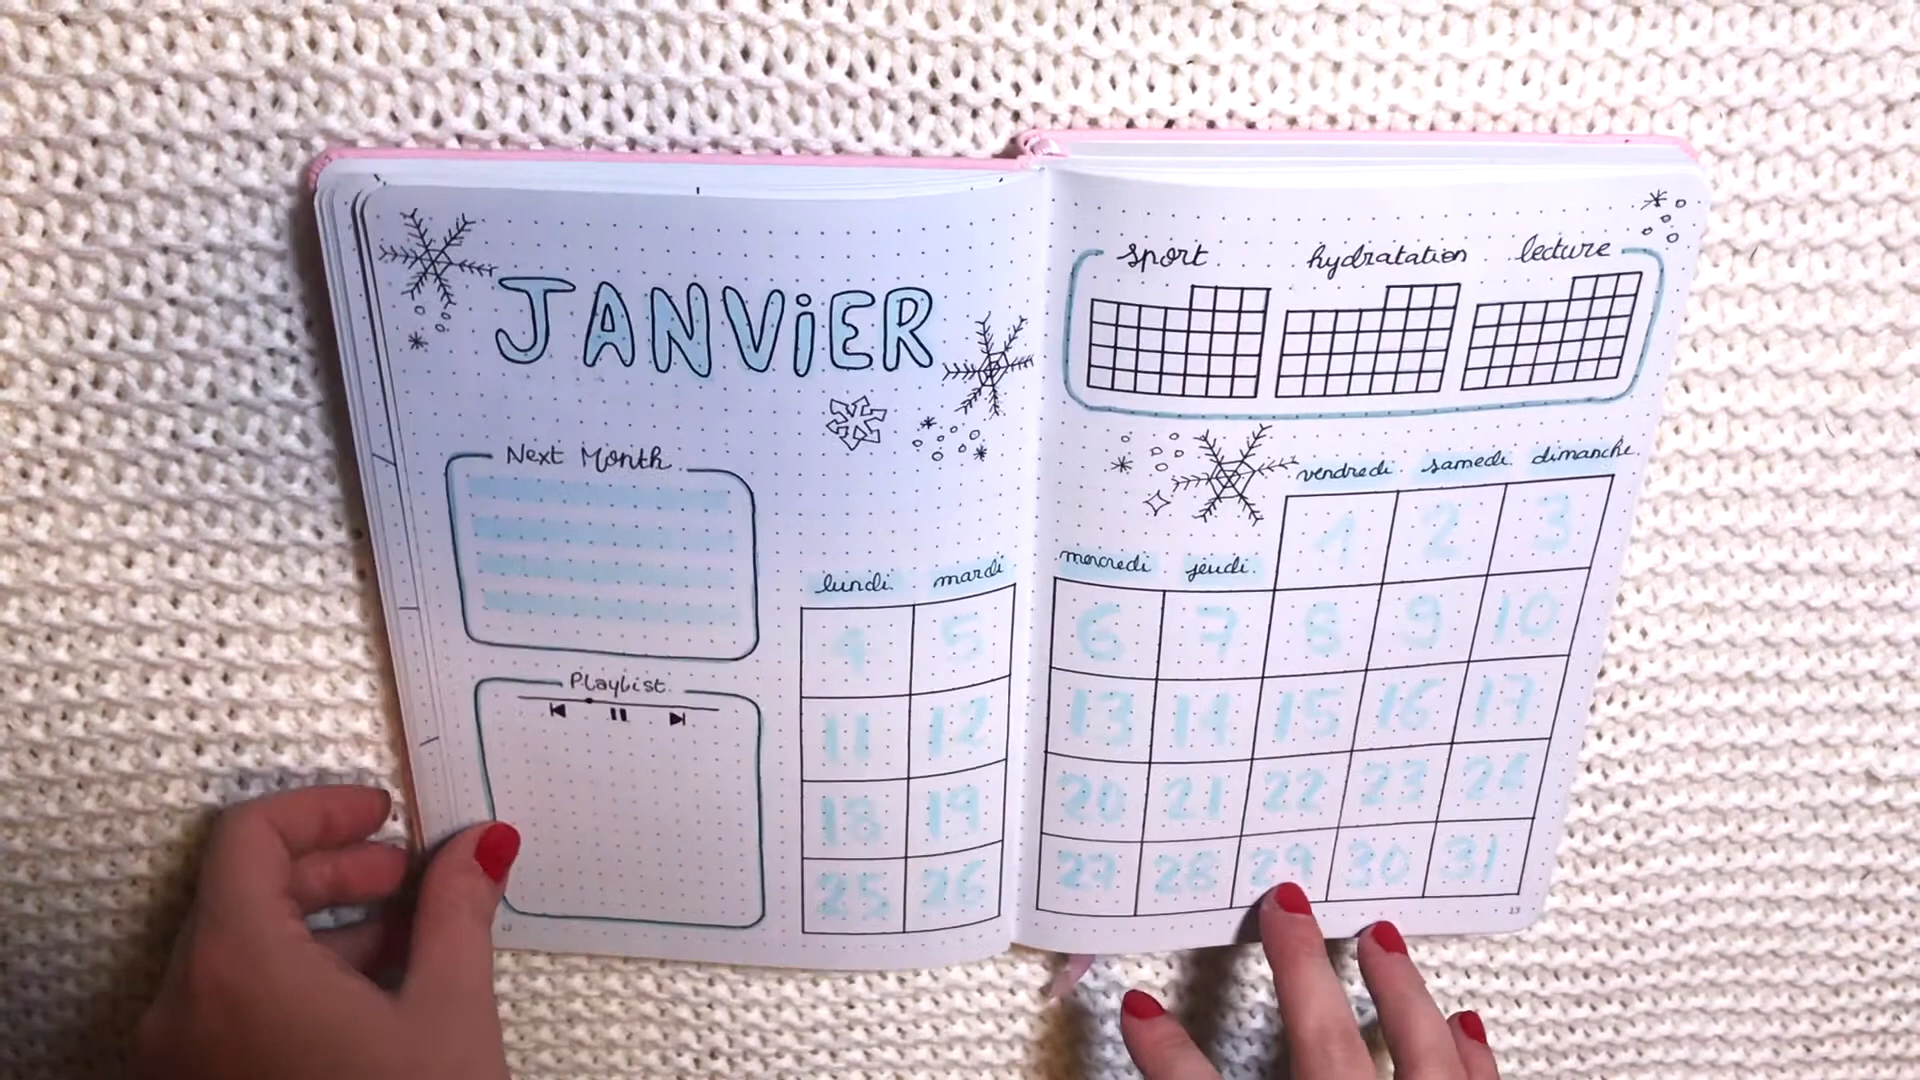 JANVIER
Next Month
Playlist
lundi mardi
4 5
11 12
18 19
25 26
sport hydratation lecture
vendredi samedi dimanche
mercredi jeudi
1 2 3
6 7 8 9 10
13 14 15 16 17
20 21 22 23 24
27 28 29 30 31